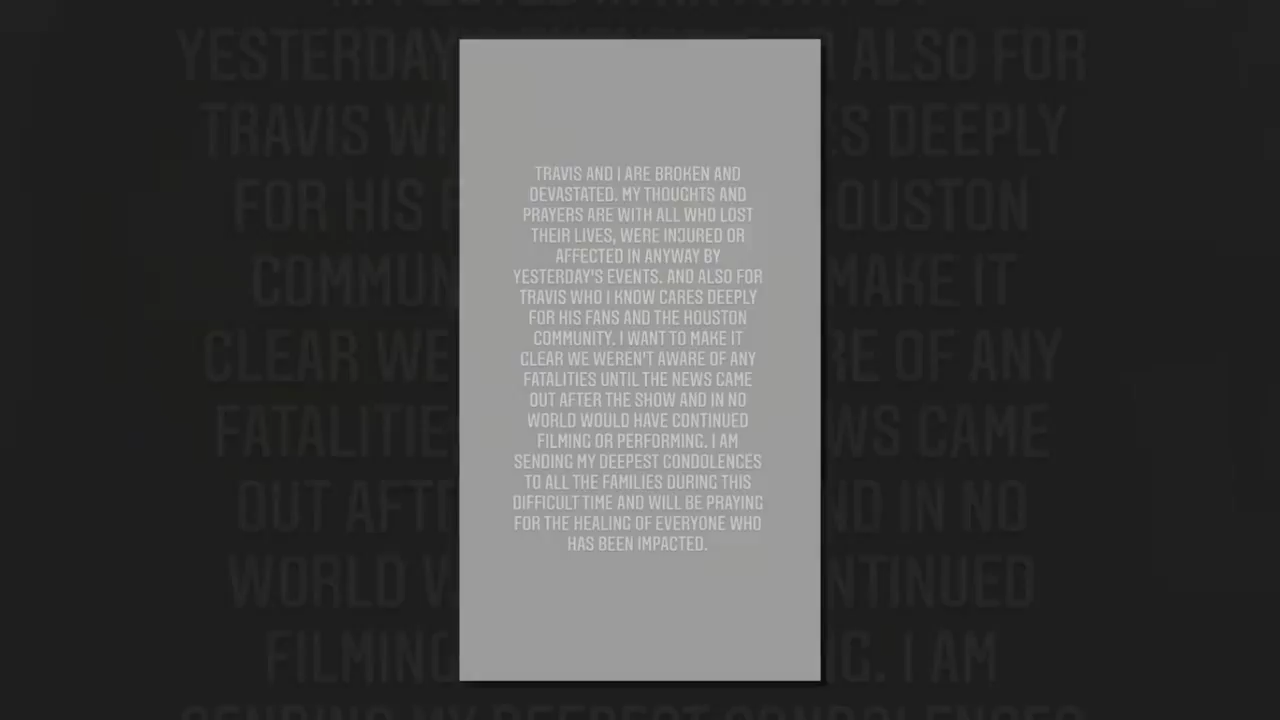 TRAVIS AND I ARE BROKEN AND
DEVASTATED. MY THOUGHTS AND
PRAYERS ARE WITH ALL WHO LOST
THEIR LIVES, WERE INJURED OR
AFFECTED IN ANYWAY BY
YESTERDAY'S EVENTS. AND ALSO FOR
TRAVIS WHO I KNOW CARES DEEPLY
FOR HIS FANS AND THE HOUSTON
COMMUNITY. I WANT TO MAKE IT
CLEAR WE WEREN'T AWARE OF ANY
FATALITIES UNTIL THE NEWS CAME
OUT AFTER THE SHOW AND IN NO
WORLD WOULD HAVE CONTINUED
FILMING OR PERFORMING. I AM
SENDING MY DEEPEST CONDOLENCES
TO ALL THE FAMILIES DURING THIS
DIFFICULT TIME AND WILL BE PRAYING
FOR THE HEALING OF EVERYONE WHO
HAS BEEN IMPACTED.